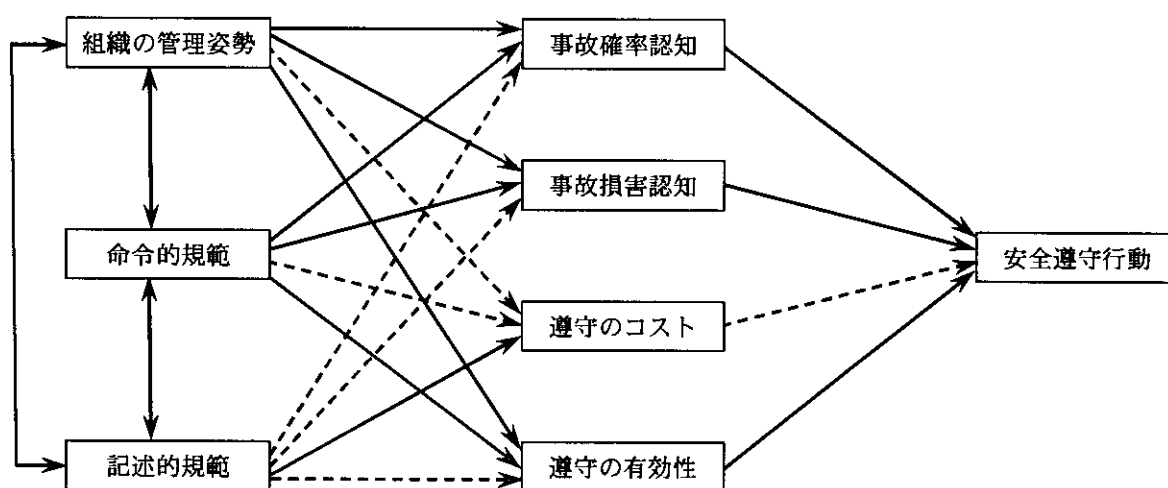 組織の管理姿勢
事故確率認知
事故損害認知
命令的規範
安全遵守行動
遵守のコスト
記述的規範
遵守の有効性